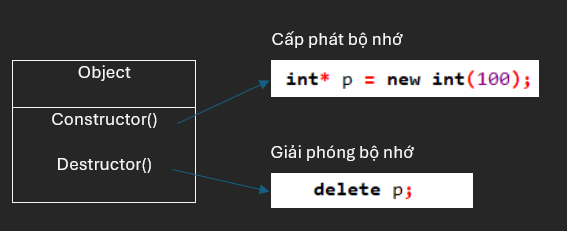 Cấp phát bộ nhớ
Object
int* p = new int(100);
Constructor()
Giải phóng bộ nhớ
Destructor()
delete p;